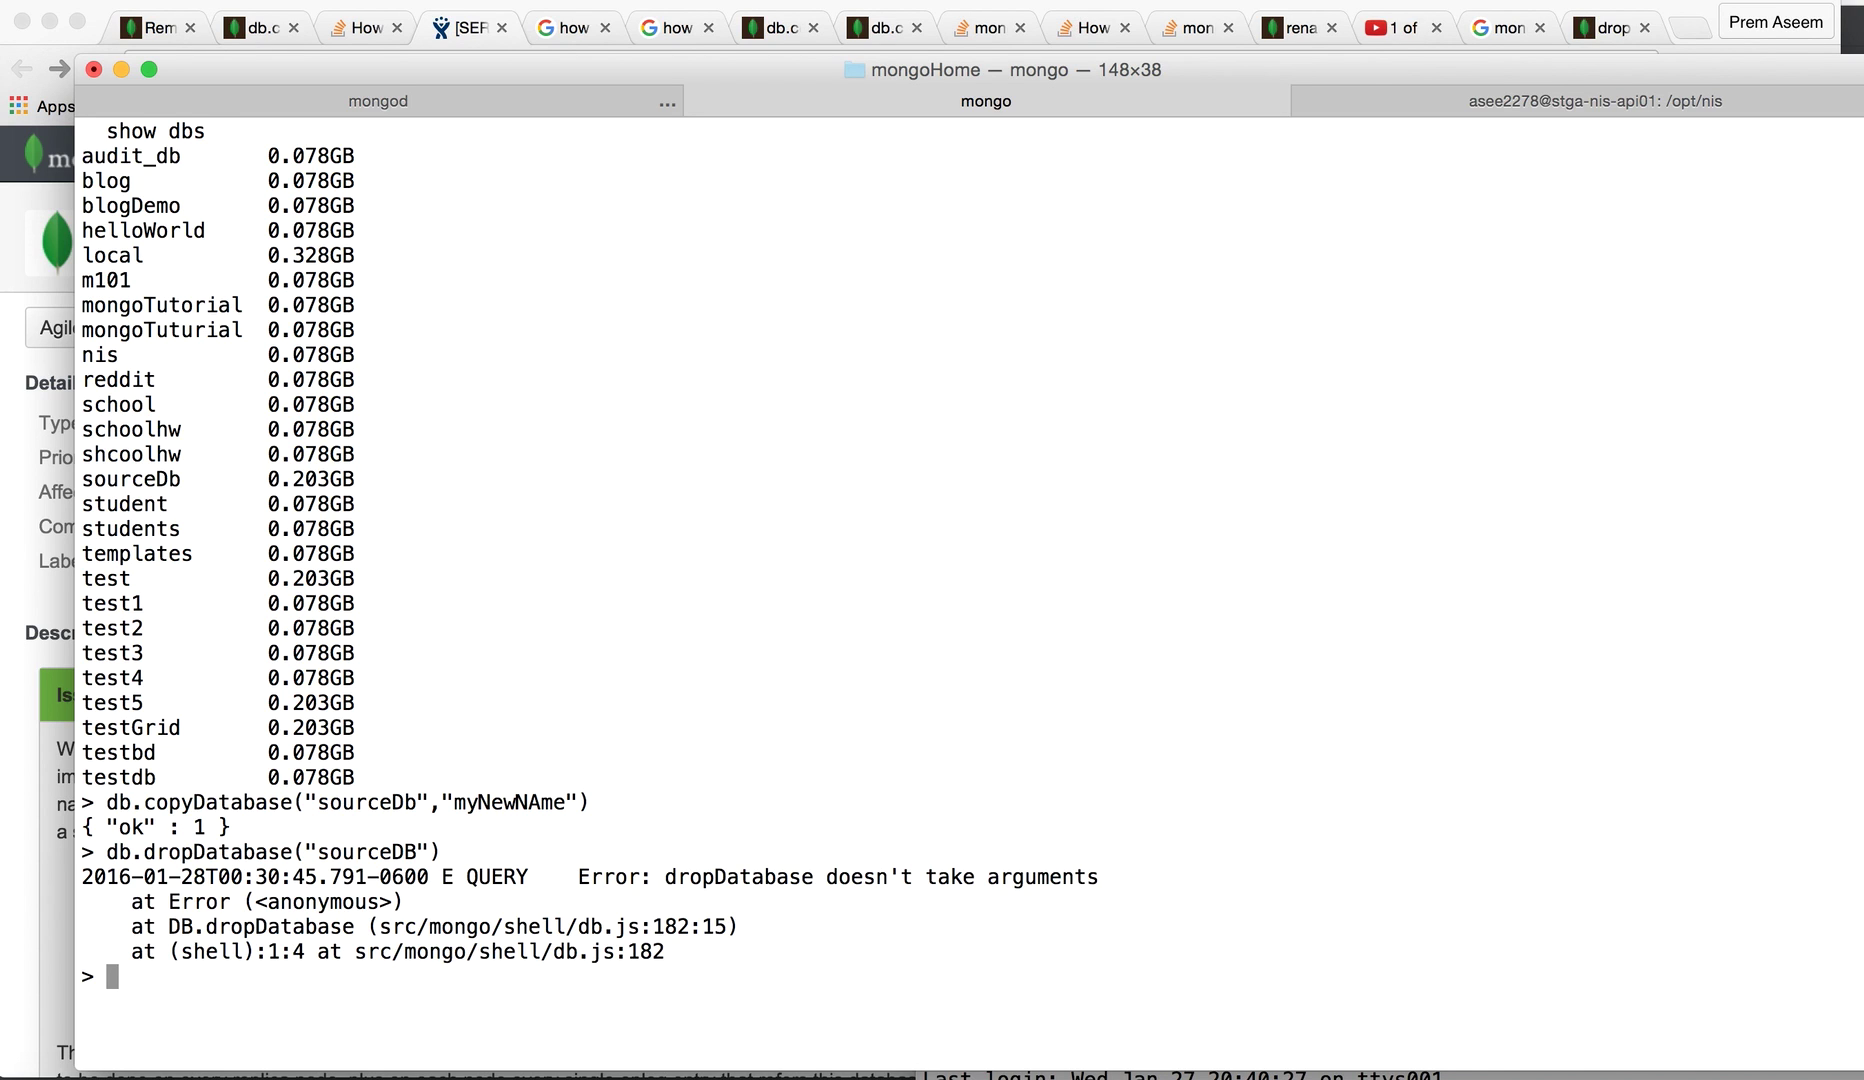 Rem
db.c
How
[SER
how
how
db.c
db.c
mon
How
mon
rena
1 of
mon
drop
Prem Aseem
mongoHome — mongo — 148×38
Apps
mongod ...
mongo
asee2278@stga-nis-api01: /opt/nis
show dbs
audit_db 0.078GB
blog 0.078GB
blogDemo 0.078GB
helloWorld 0.078GB
local 0.328GB
m101 0.078GB
mongoTutorial 0.078GB
mongoTuturial 0.078GB
nis 0.078GB
reddit 0.078GB
school 0.078GB
schoolhw 0.078GB
shcoolhw 0.078GB
sourceDb 0.203GB
student 0.078GB
students 0.078GB
templates 0.078GB
test 0.203GB
test1 0.078GB
test2 0.078GB
test3 0.078GB
test4 0.078GB
test5 0.203GB
testGrid 0.203GB
testbd 0.078GB
testdb 0.078GB
> db.copyDatabase("sourceDb","myNewNAme")
{ "ok" : 1 }
> db.dropDatabase("sourceDB")
2016-01-28T00:30:45.791-0600 E QUERY    Error: dropDatabase doesn't take arguments
at Error (<anonymous>)
at DB.dropDatabase (src/mongo/shell/db.js:182:15)
at (shell):1:4 at src/mongo/shell/db.js:182
>
m
Agil
Detail
Type
Prio
Affe
Com
Labe
Descr
Is
W
im
na
a s
Th
Last login: Wed Jan 27 20:40:27 on ttys001